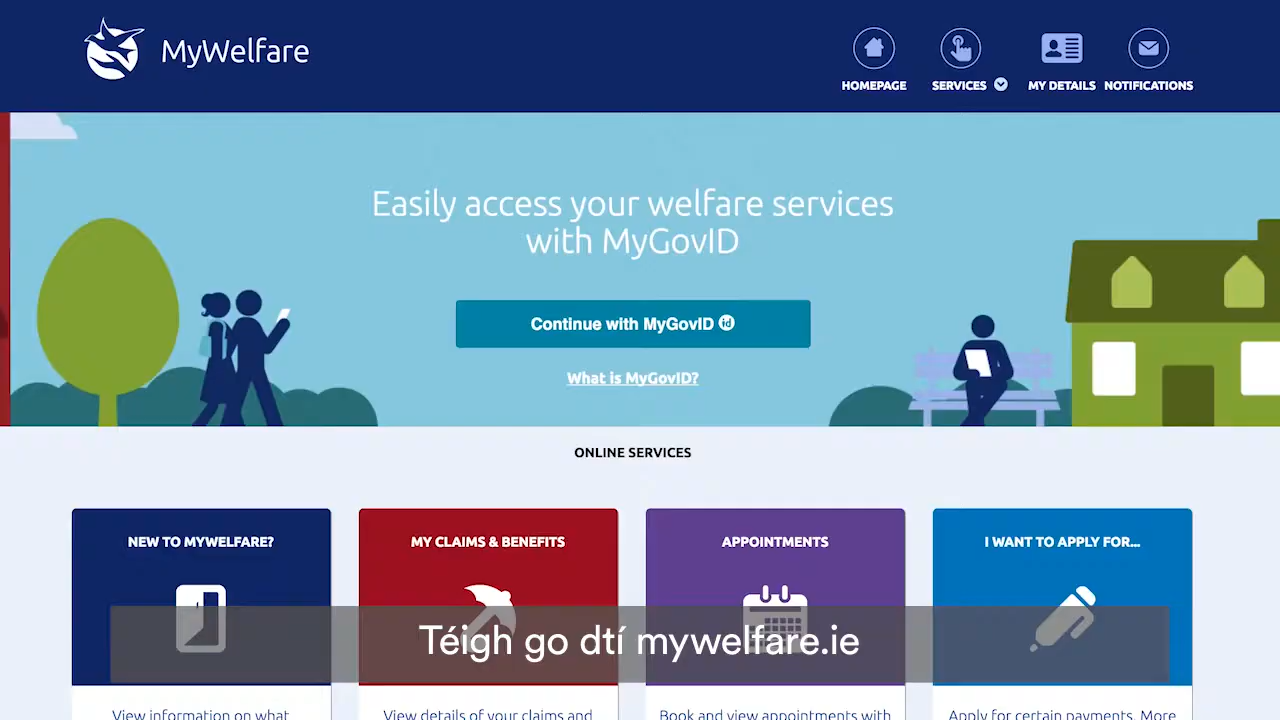 MyWelfare
HOMEPAGE
SERVICES
MY DETAILS
NOTIFICATIONS
Easily access your welfare services
with MyGovID
Continue with MyGovID id
What is MyGovID?
ONLINE SERVICES
NEW TO MYWELFARE?
MY CLAIMS & BENEFITS
APPOINTMENTS
I WANT TO APPLY FOR...
Téigh go dtí mywelfare.ie
View information on what
View details of your claims and
Book and view appointments with
Apply for certain payments. More